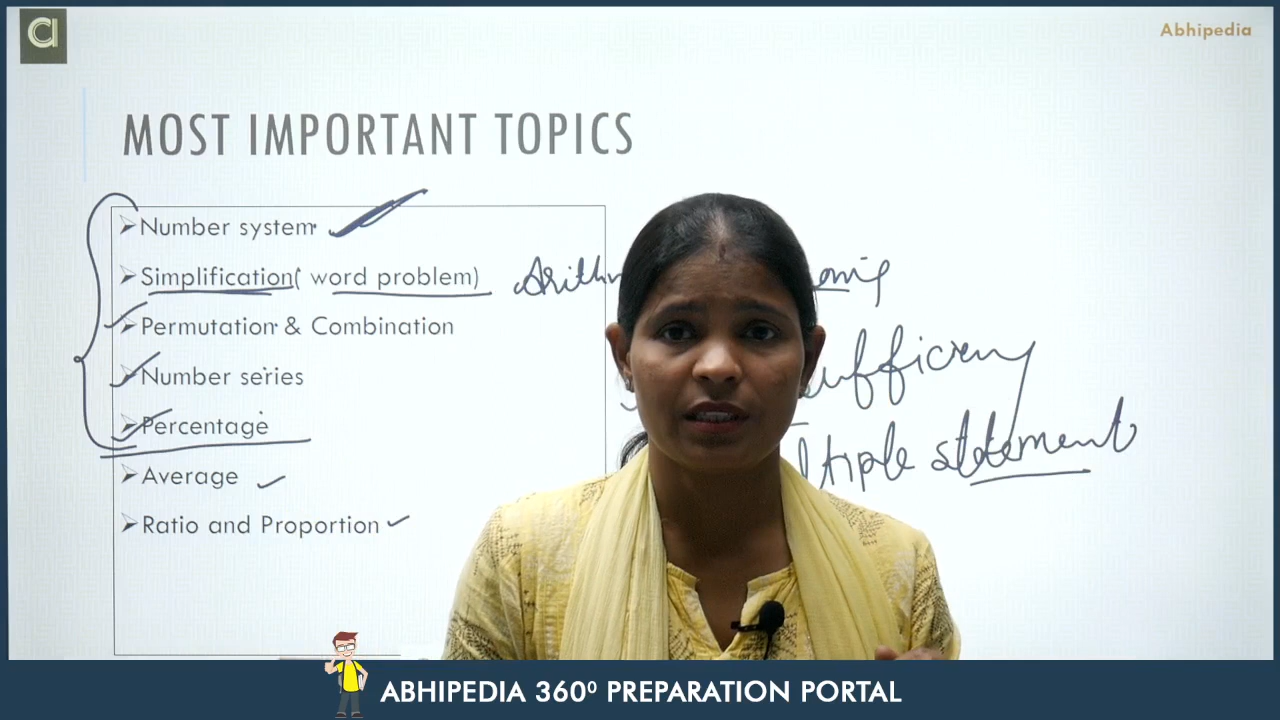 a
Abhipedia
MOST IMPORTANT TOPICS
➢Number system
➢Simplification( word problem)
➢Permutation & Combination
➢Number series
➢Percentage
➢Average
➢Ratio and Proportion
statement
ABHIPEDIA 360⁰ PREPARATION PORTAL